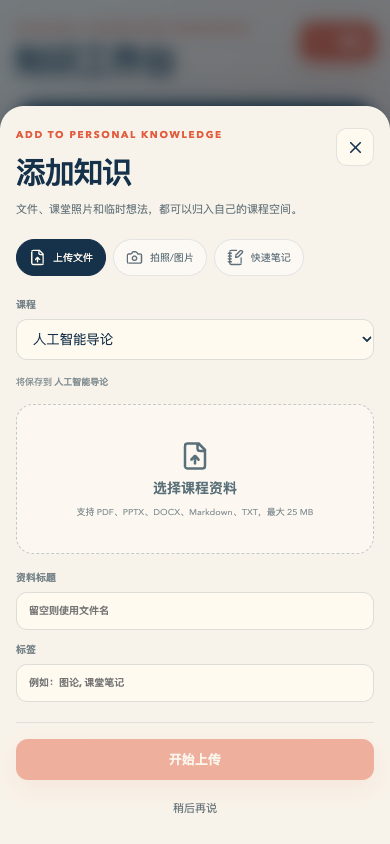 ADD TO PERSONAL KNOWLEDGE
添加知识
文件、课堂照片和临时想法，都可以归入自己的课程空间。
上传文件
拍照/图片
快速笔记
课程
人工智能导论
将保存到 人工智能导论
选择课程资料
支持 PDF、PPTX、DOCX、Markdown、TXT，最大 25 MB
资料标题
留空则使用文件名
标签
例如：图论, 课堂笔记
开始上传
稍后再说